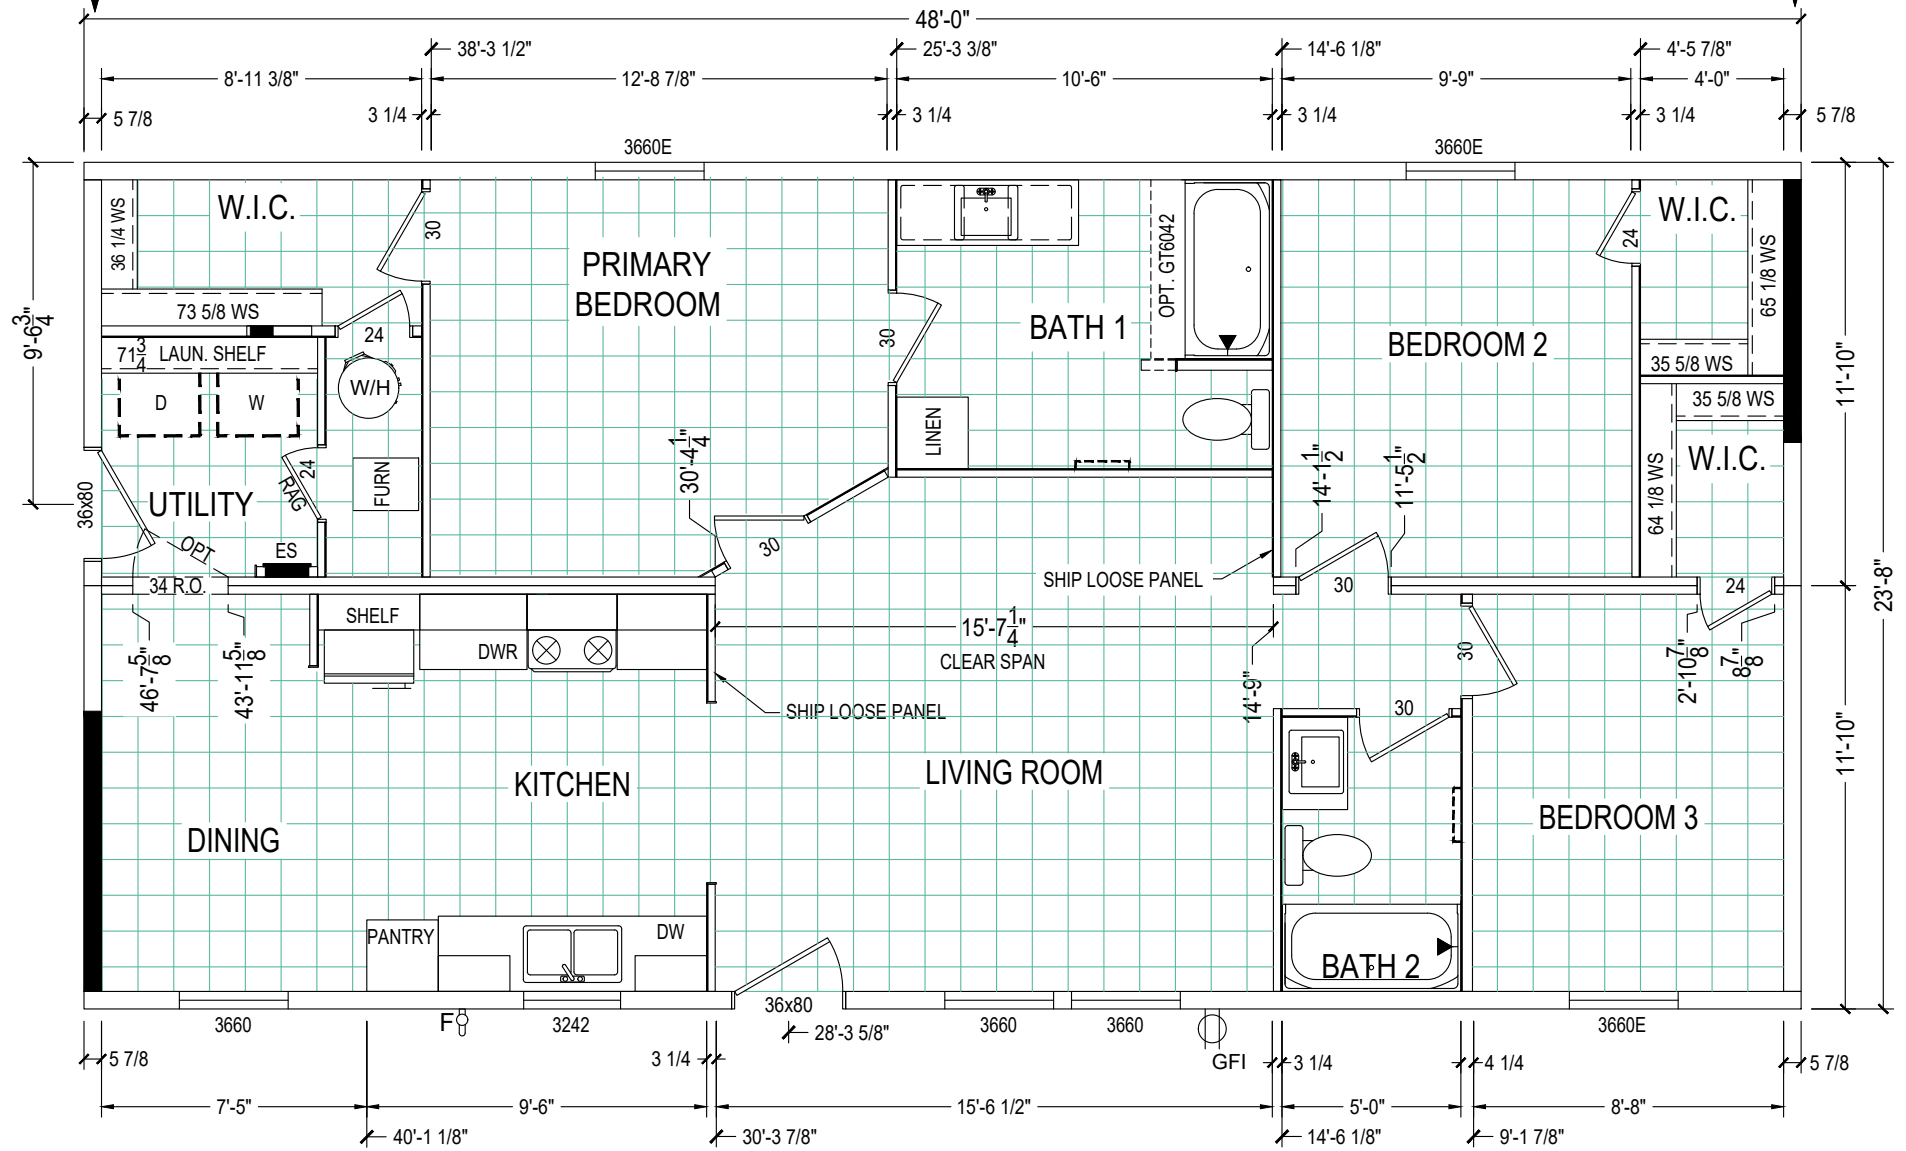 48'-0"
38'-3 1/2"
25'-3 3/8"
14'-6 1/8"
4'-5 7/8"
8'-11 3/8"
12'-8 7/8"
10'-6"
9'-9"
4'-0"
5 7/8
3 1/4
3 1/4
3 1/4
3 1/4
5 7/8
3660E
3660E
36 1/4 WS
W.I.C.
30
PRIMARY
BEDROOM
OPT. GT6042
W.I.C.
24
65 1/8 WS
73 5/8 WS
24
30
BATH 1
BEDROOM 2
9'-6 3/4"
71 3/4
LAUN. SHELF
35 5/8 WS
11'-10"
D
W
W/H
LINEN
35 5/8 WS
30'-4 1/4"
14'-1 1/2"
11'-5 1/2"
W.I.C.
24
RAG
FURN
64 1/8 WS
36x80
UTILITY
OPT
ES
30
34 R.O.
SHIP LOOSE PANEL
30
24
23'-8"
SHELF
15'-7 1/4"
CLEAR SPAN
DWR
30
46'-7 5/8"
43'-11 5/8"
14'-9"
2'-10 7/8"
8 7/8"
SHIP LOOSE PANEL
30
11'-10"
KITCHEN
LIVING ROOM
DINING
BEDROOM 3
PANTRY
DW
BATH 2
36x80
3660
F
3242
28'-3 5/8"
3660
3660
GFI
3660E
5 7/8
3 1/4
3 1/4
4 1/4
5 7/8
7'-5"
9'-6"
15'-6 1/2"
5'-0"
8'-8"
40'-1 1/8"
30'-3 7/8"
14'-6 1/8"
9'-1 7/8"